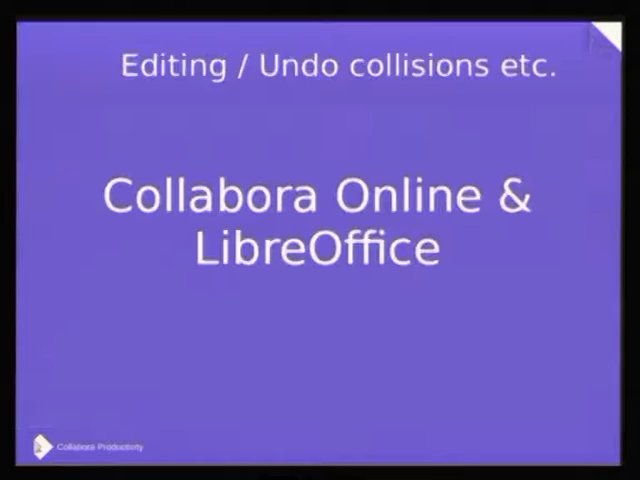 Editing / Undo collisions etc.
Collabora Online &
LibreOffice
Collabora Productivity